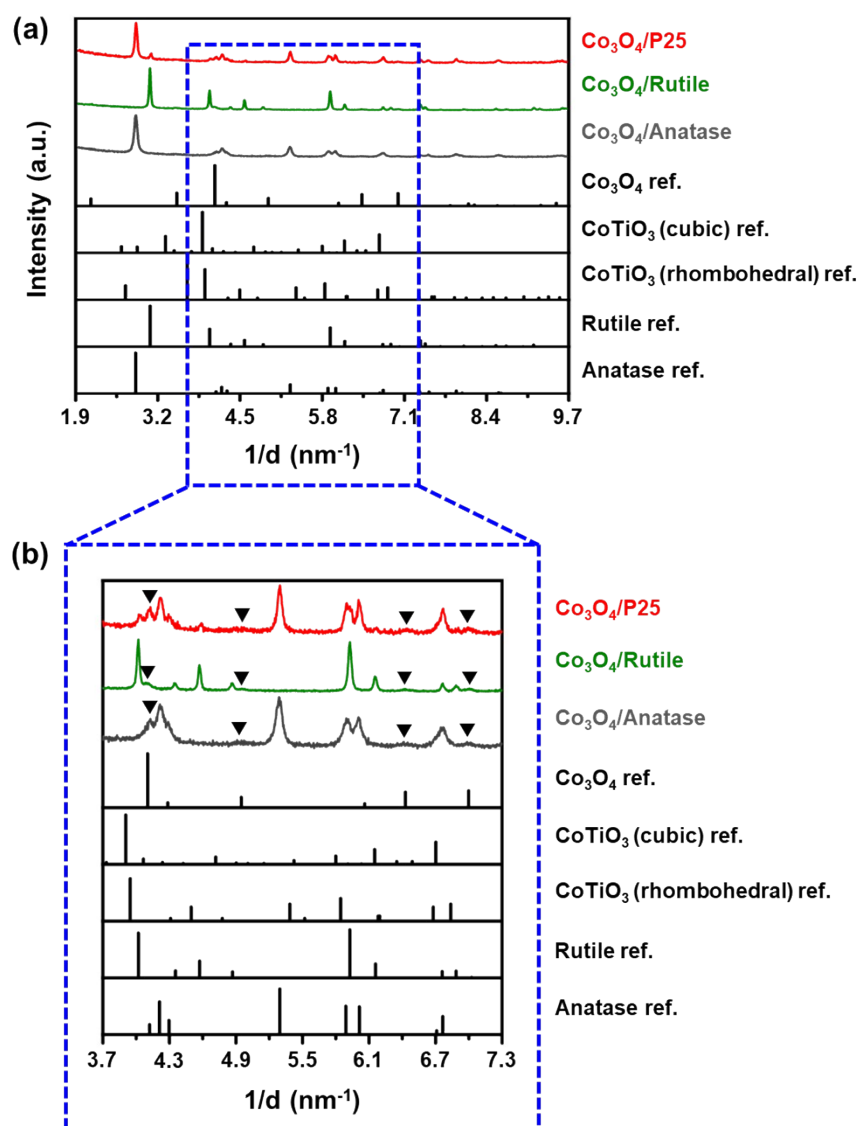 (a)
Co₃O₄/P25
Co₃O₄/Rutile
Co₃O₄/Anatase
Co₃O₄ ref.
CoTiO₃ (cubic) ref.
CoTiO₃ (rhombohedral) ref.
Rutile ref.
Anatase ref.
Intensity (a.u.)
1.9 3.2 4.5 5.8 7.1 8.4 9.7
1/d (nm⁻¹)
(b)
Co₃O₄/P25
Co₃O₄/Rutile
Co₃O₄/Anatase
Co₃O₄ ref.
CoTiO₃ (cubic) ref.
CoTiO₃ (rhombohedral) ref.
Rutile ref.
Anatase ref.
3.7 4.3 4.9 5.5 6.1 6.7 7.3
1/d (nm⁻¹)